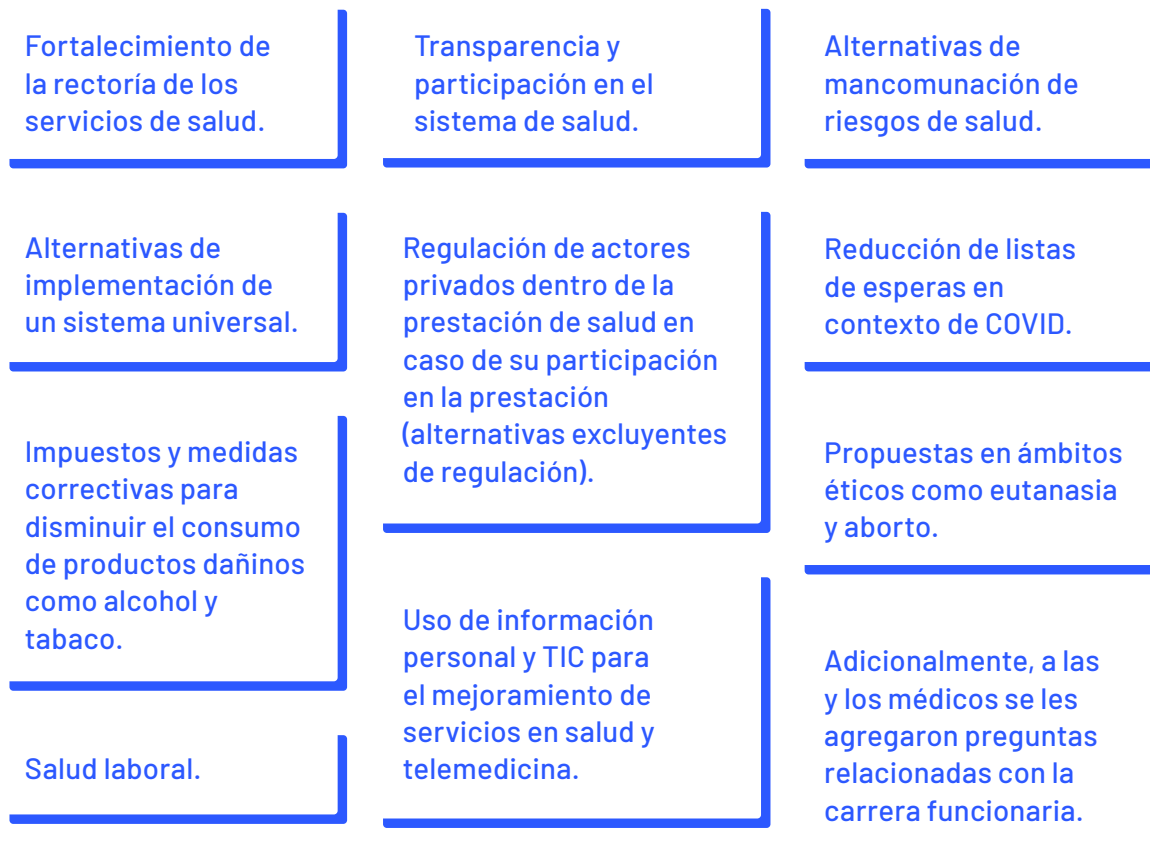 Fortalecimiento de
la rectoría de los
servicios de salud.
Transparencia y
participación en el
sistema de salud.
Alternativas de
mancomunación de
riesgos de salud.
Alternativas de
implementación de
un sistema universal.
Regulación de actores
privados dentro de la
prestación de salud en
caso de su participación
en la prestación
(alternativas excluyentes
de regulación).
Reducción de listas
de esperas en
contexto de COVID.
Impuestos y medidas
correctivas para
disminuir el consumo
de productos dañinos
como alcohol y
tabaco.
Propuestas en ámbitos
éticos como eutanasia
y aborto.
Salud laboral.
Uso de información
personal y TIC para
el mejoramiento de
servicios en salud y
telemedicina.
Adicionalmente, a las
y los médicos se les
agregaron preguntas
relacionadas con la
carrera funcionaria.